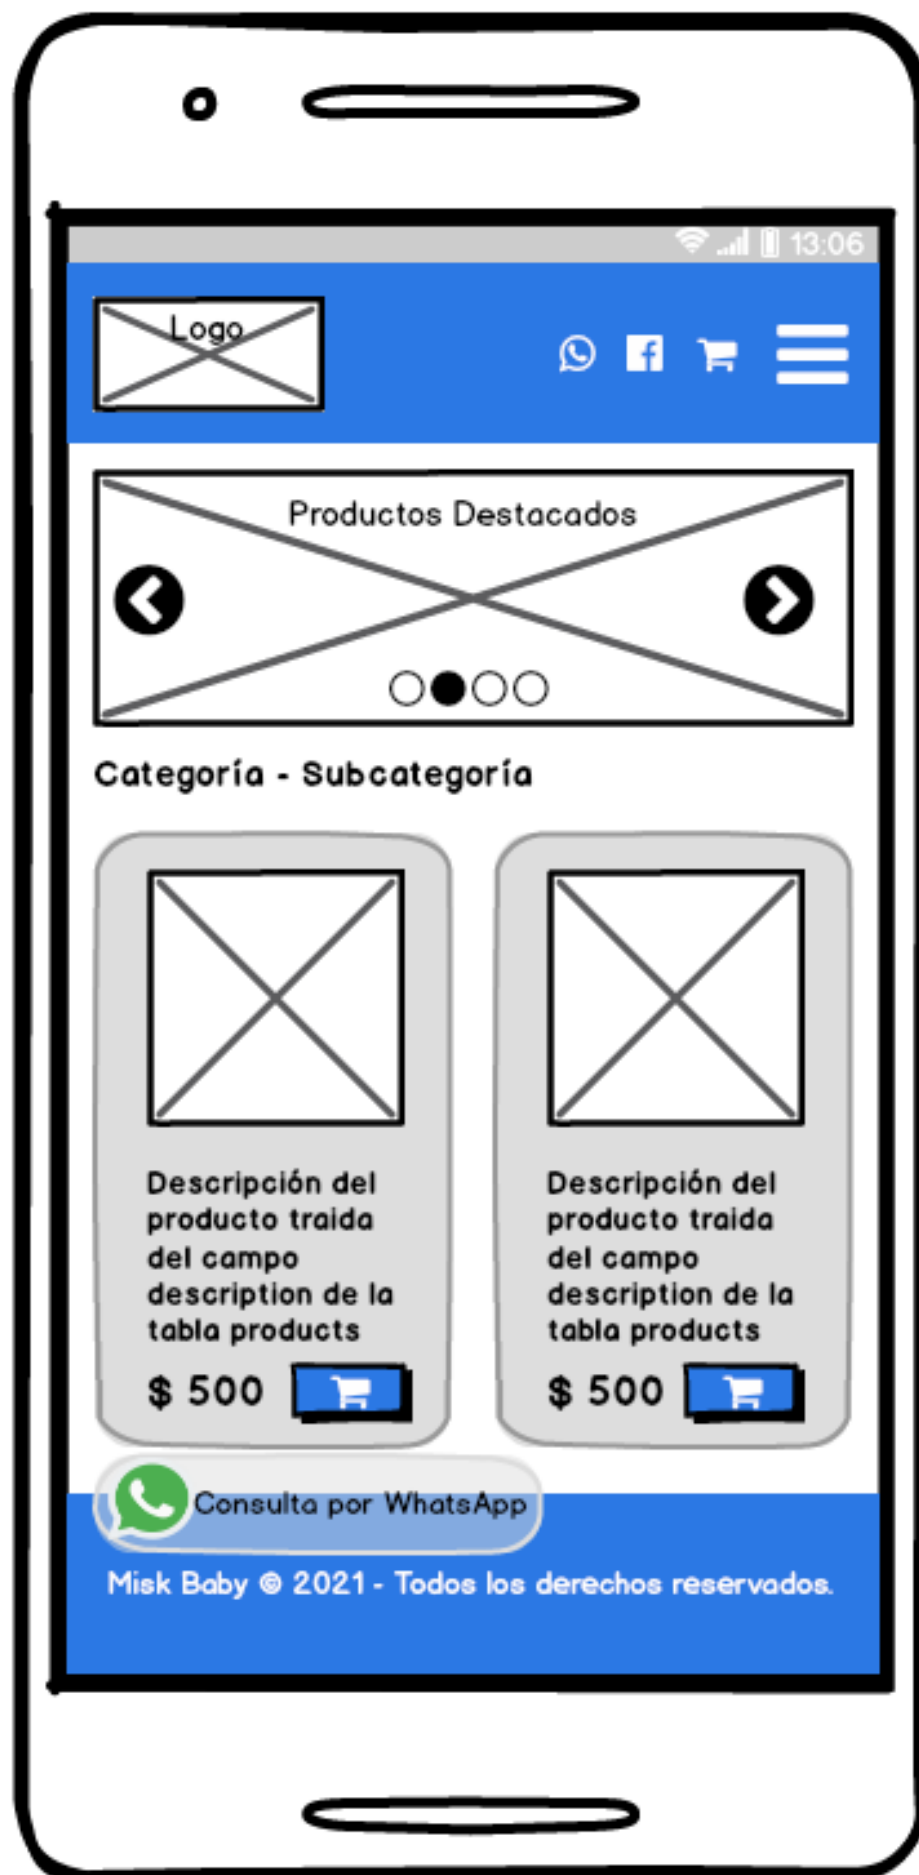 13:06
Logo
Productos Destacados
Categoría - Subcategoría
Descripción del
producto traida
del campo
description de la
tabla products
$ 500
Descripción del
producto traida
del campo
description de la
tabla products
$ 500
Consulta por WhatsApp
Misk Baby © 2021 - Todos los derechos reservados.